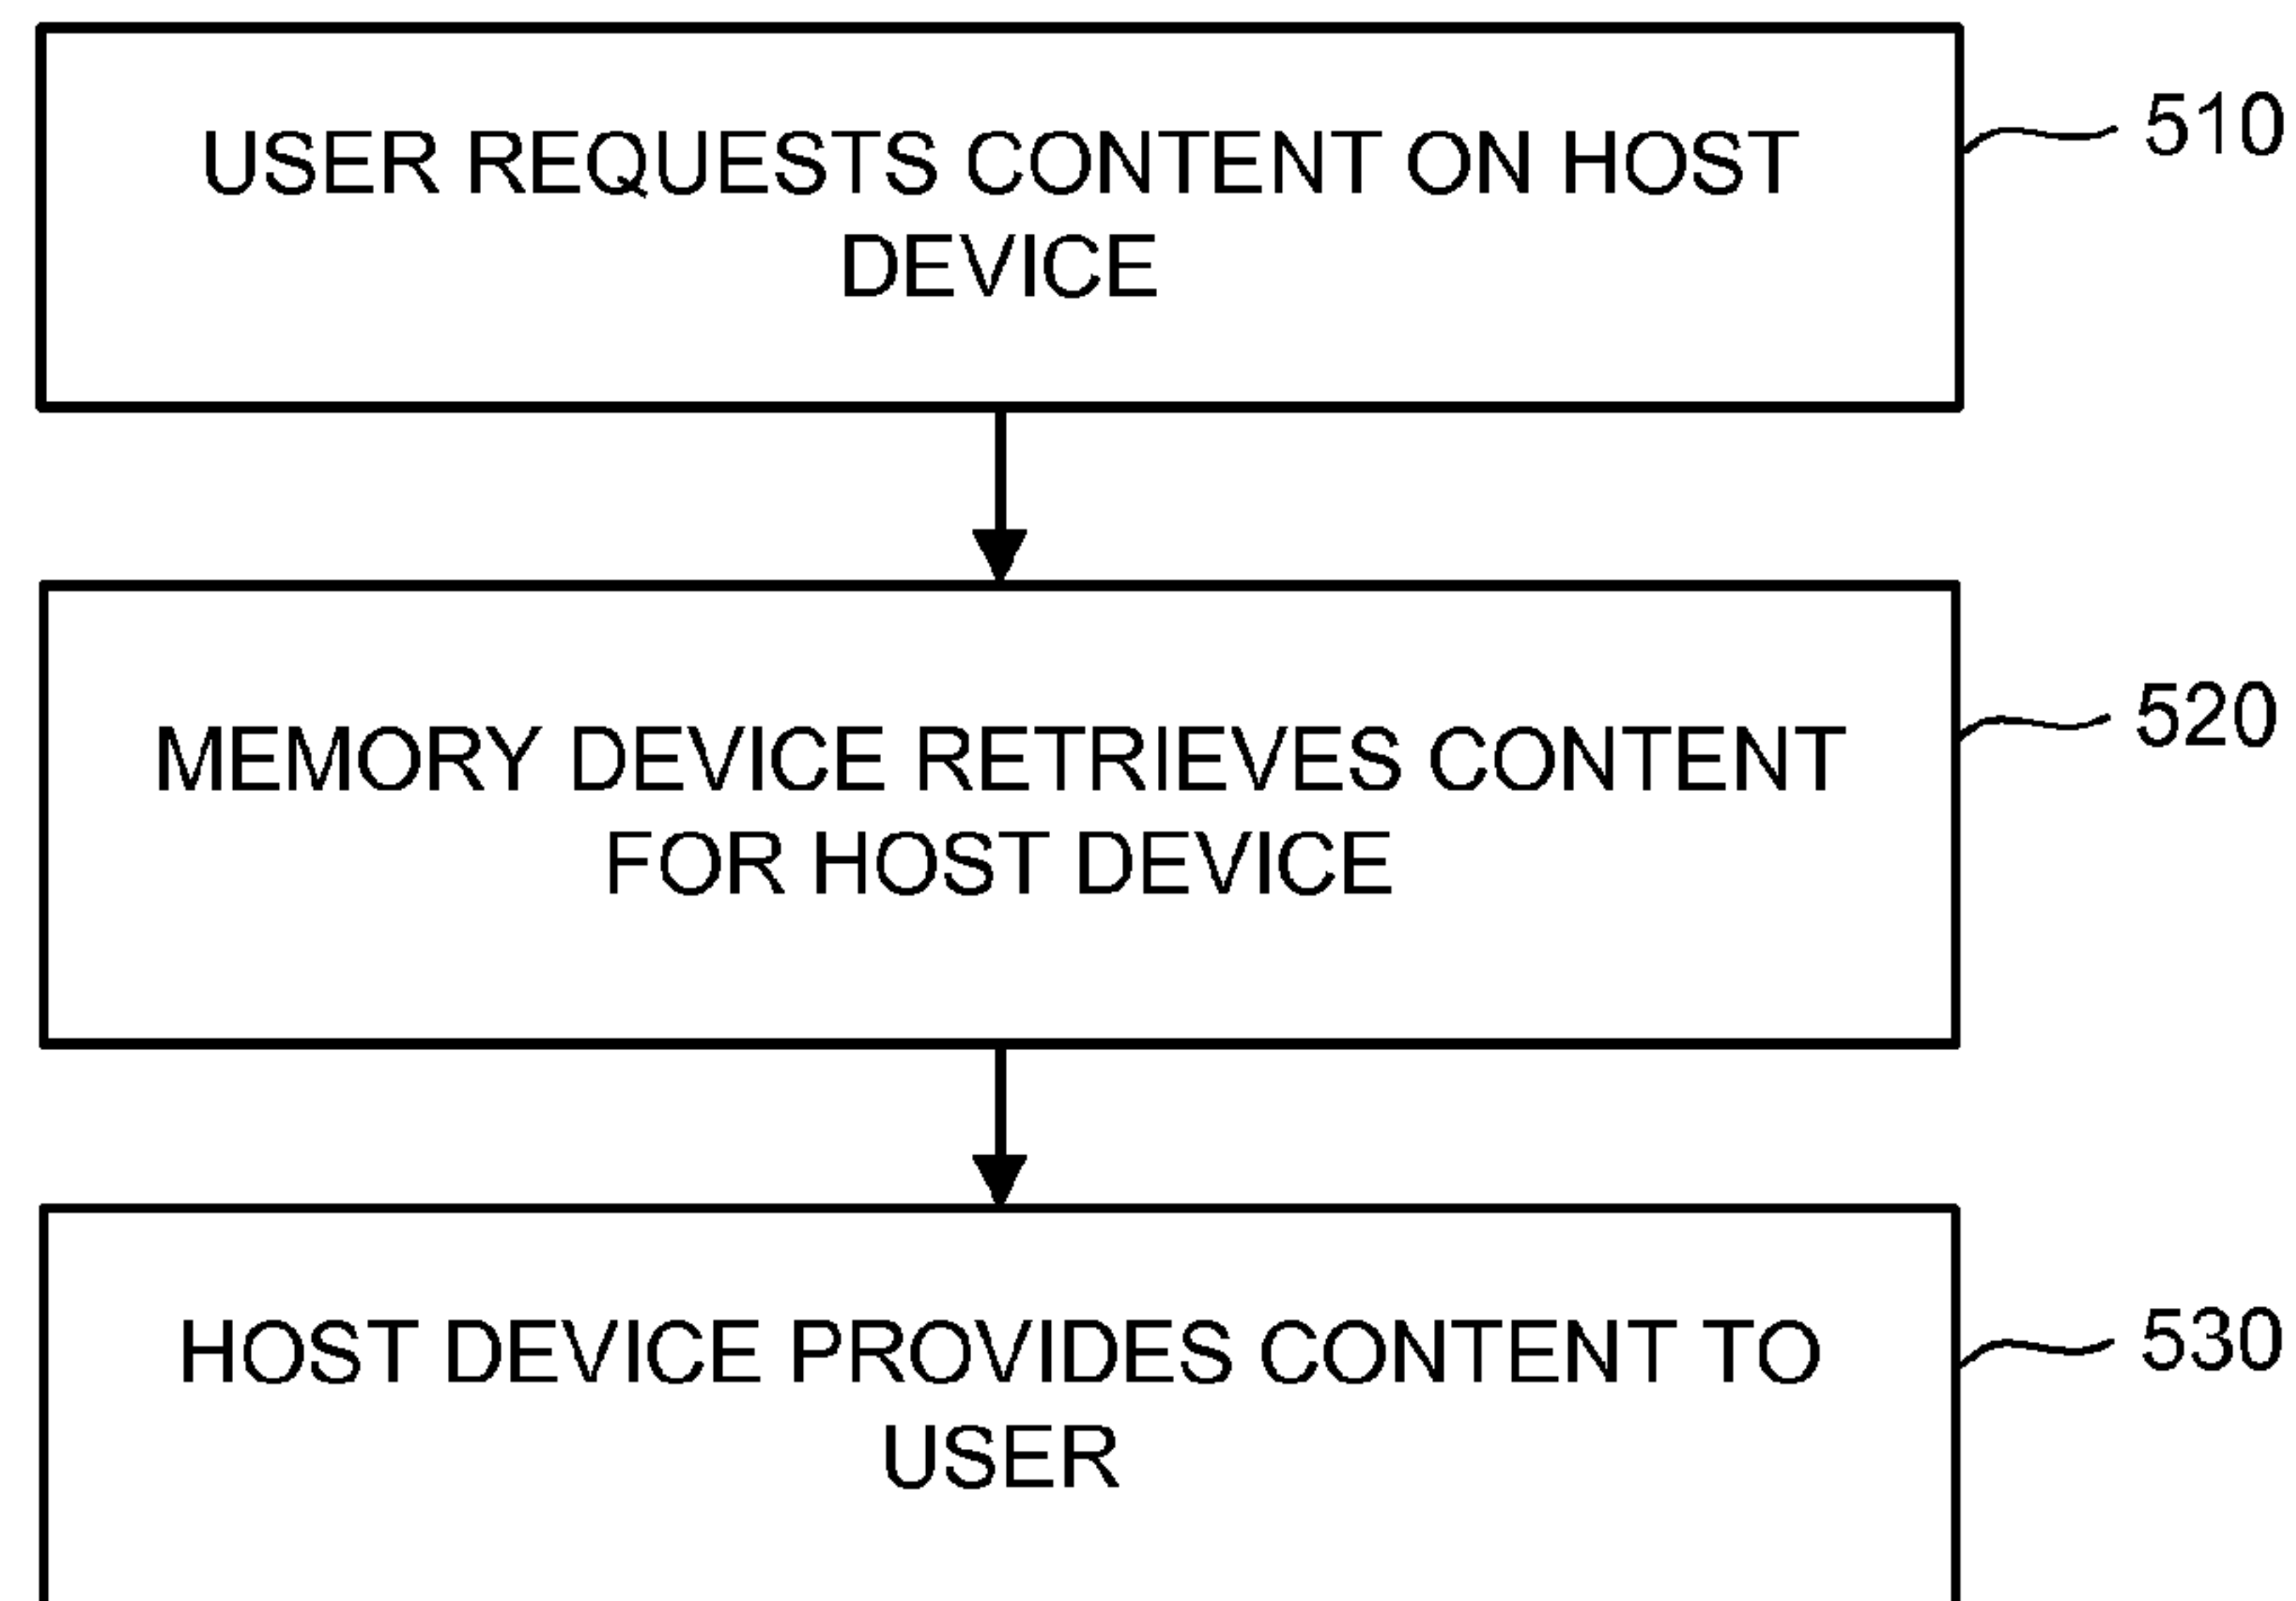 USER REQUESTS CONTENT ON HOST
DEVICE
510
MEMORY DEVICE RETRIEVES CONTENT
FOR HOST DEVICE
520
HOST DEVICE PROVIDES CONTENT TO
USER
530